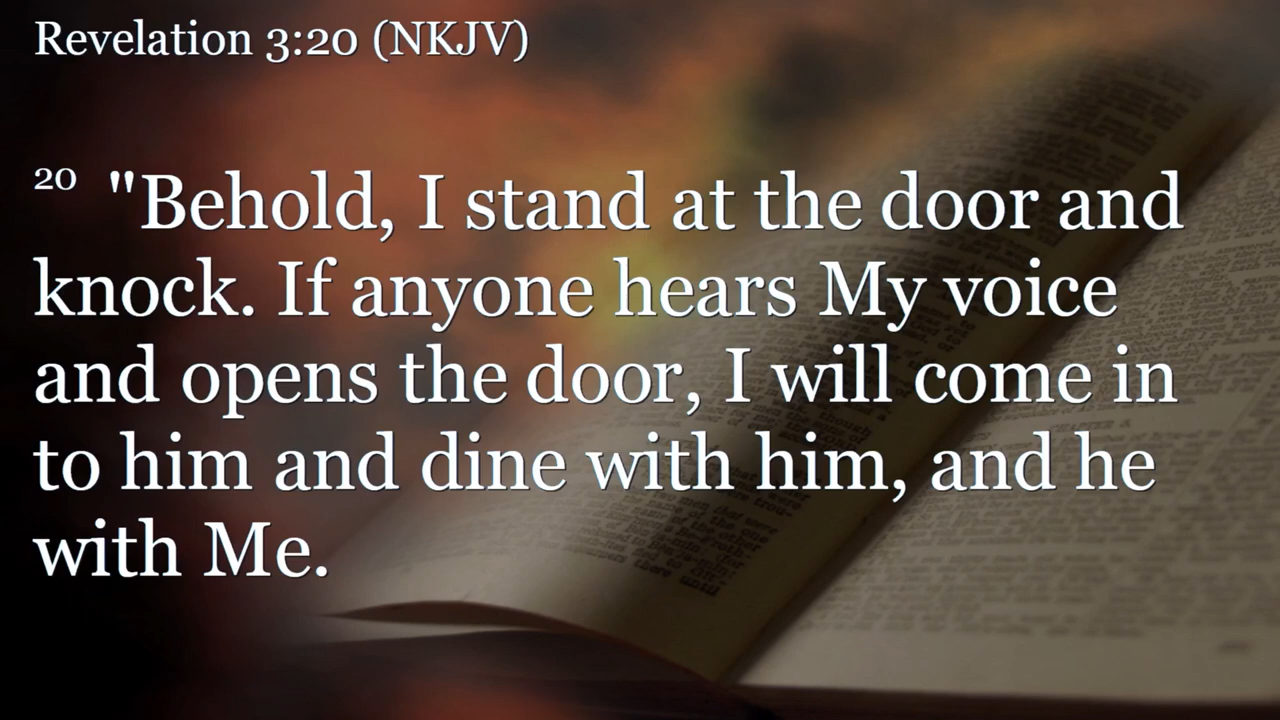 Revelation 3:20 (NKJV)
20 "Behold, I stand at the door and
knock. If anyone hears My voice
and opens the door, I will come in
to him and dine with him, and he
with Me.